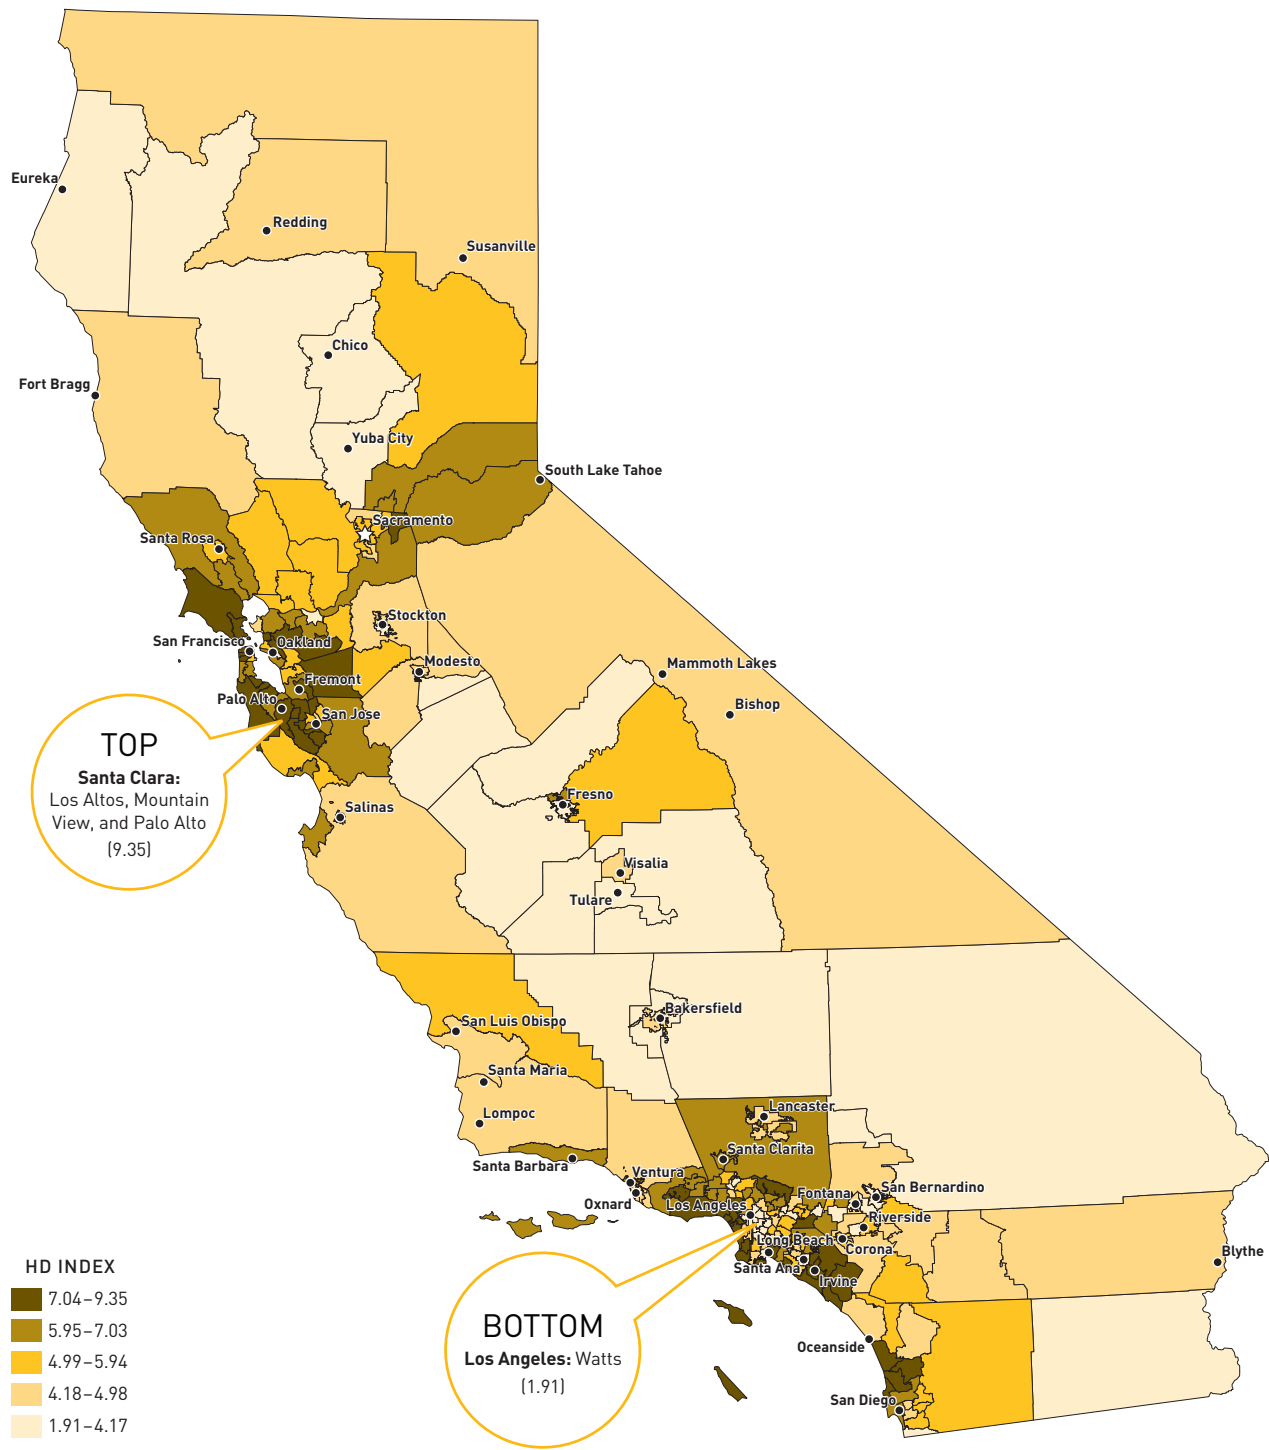 Eureka
Redding
Susanville
Chico
Fort Bragg
Yuba City
South Lake Tahoe
Sacramento
Santa Rosa
Stockton
San Francisco
Oakland
Modesto
Mammoth Lakes
Fremont
Palo Alto
Bishop
San Jose
TOP
Santa Clara:
Los Altos, Mountain
View, and Palo Alto
(9.35)
Fresno
Salinas
Visalia
Tulare
Bakersfield
San Luis Obispo
Santa Maria
Lancaster
Lompoc
Santa Clarita
Santa Barbara
Ventura
Fontana
San Bernardino
Oxnard
Los Angeles
Riverside
Long Beach
Corona
Blythe
Santa Ana
Irvine
HD INDEX
7.04–9.35
5.95–7.03
4.99–5.94
4.18–4.98
1.91–4.17
BOTTOM
Los Angeles: Watts
(1.91)
Oceanside
San Diego